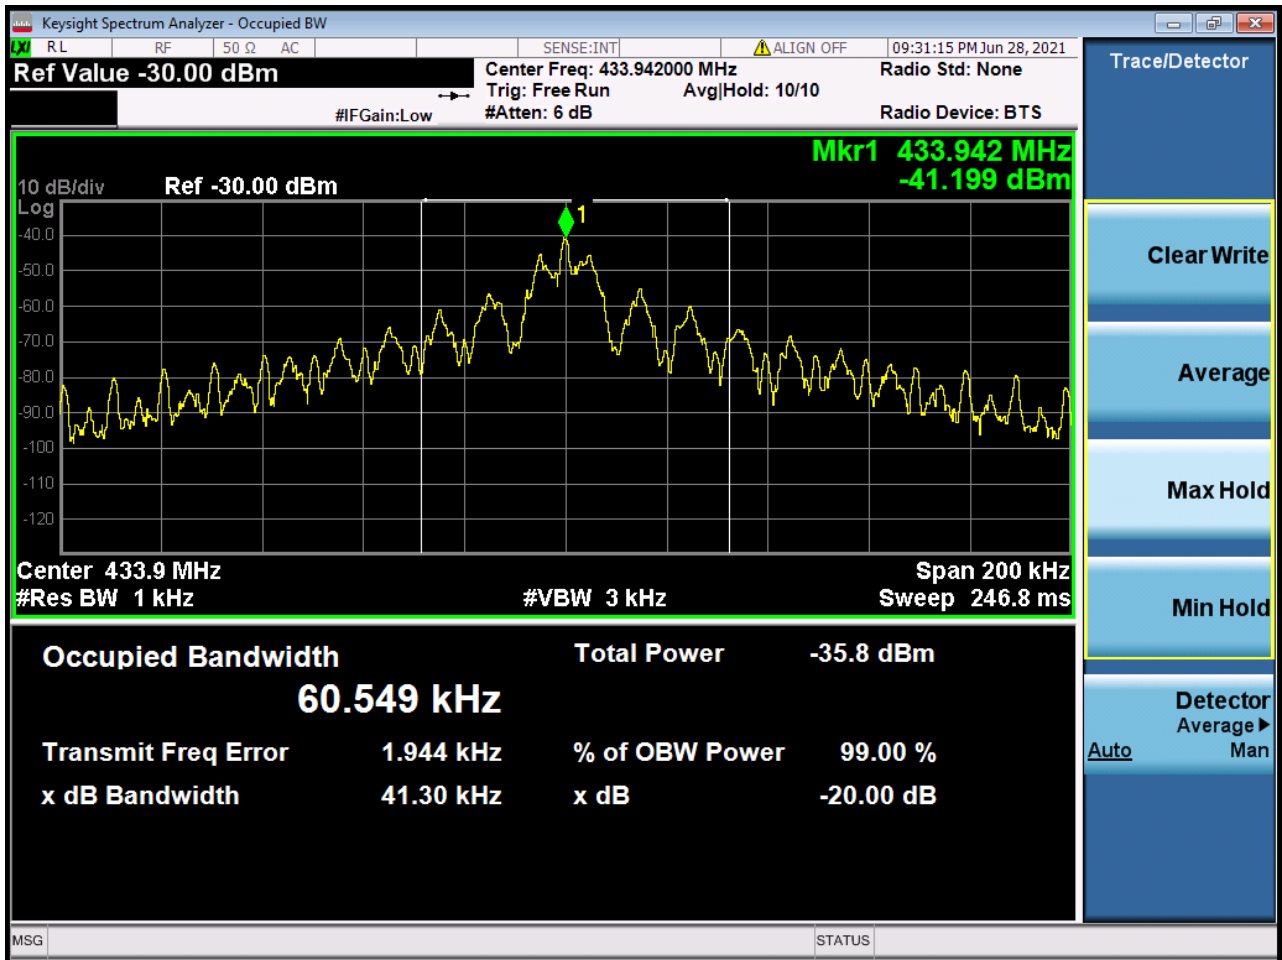 Keysight Spectrum Analyzer - Occupied BW
LXI RL RF 50 Ω AC SENSE:INT ALIGN OFF 09:31:15 PM Jun 28, 2021
Ref Value -30.00 dBm
Center Freq: 433.942000 MHz Radio Std: None
Trig: Free Run Avg|Hold: 10/10
#IFGain:Low #Atten: 6 dB Radio Device: BTS
Trace/Detector
Mkr1 433.942 MHz
-41.199 dBm
10 dB/div Ref -30.00 dBm
Log
1
-40.0
-50.0
-60.0
-70.0
-80.0
-90.0
-100
-110
-120
Center 433.9 MHz Span 200 kHz
#Res BW 1 kHz #VBW 3 kHz Sweep 246.8 ms
Occupied Bandwidth Total Power -35.8 dBm
60.549 kHz
Transmit Freq Error 1.944 kHz % of OBW Power 99.00 %
x dB Bandwidth 41.30 kHz x dB -20.00 dB
Clear Write
Average
Max Hold
Min Hold
Detector
Average
Auto Man
MSG STATUS